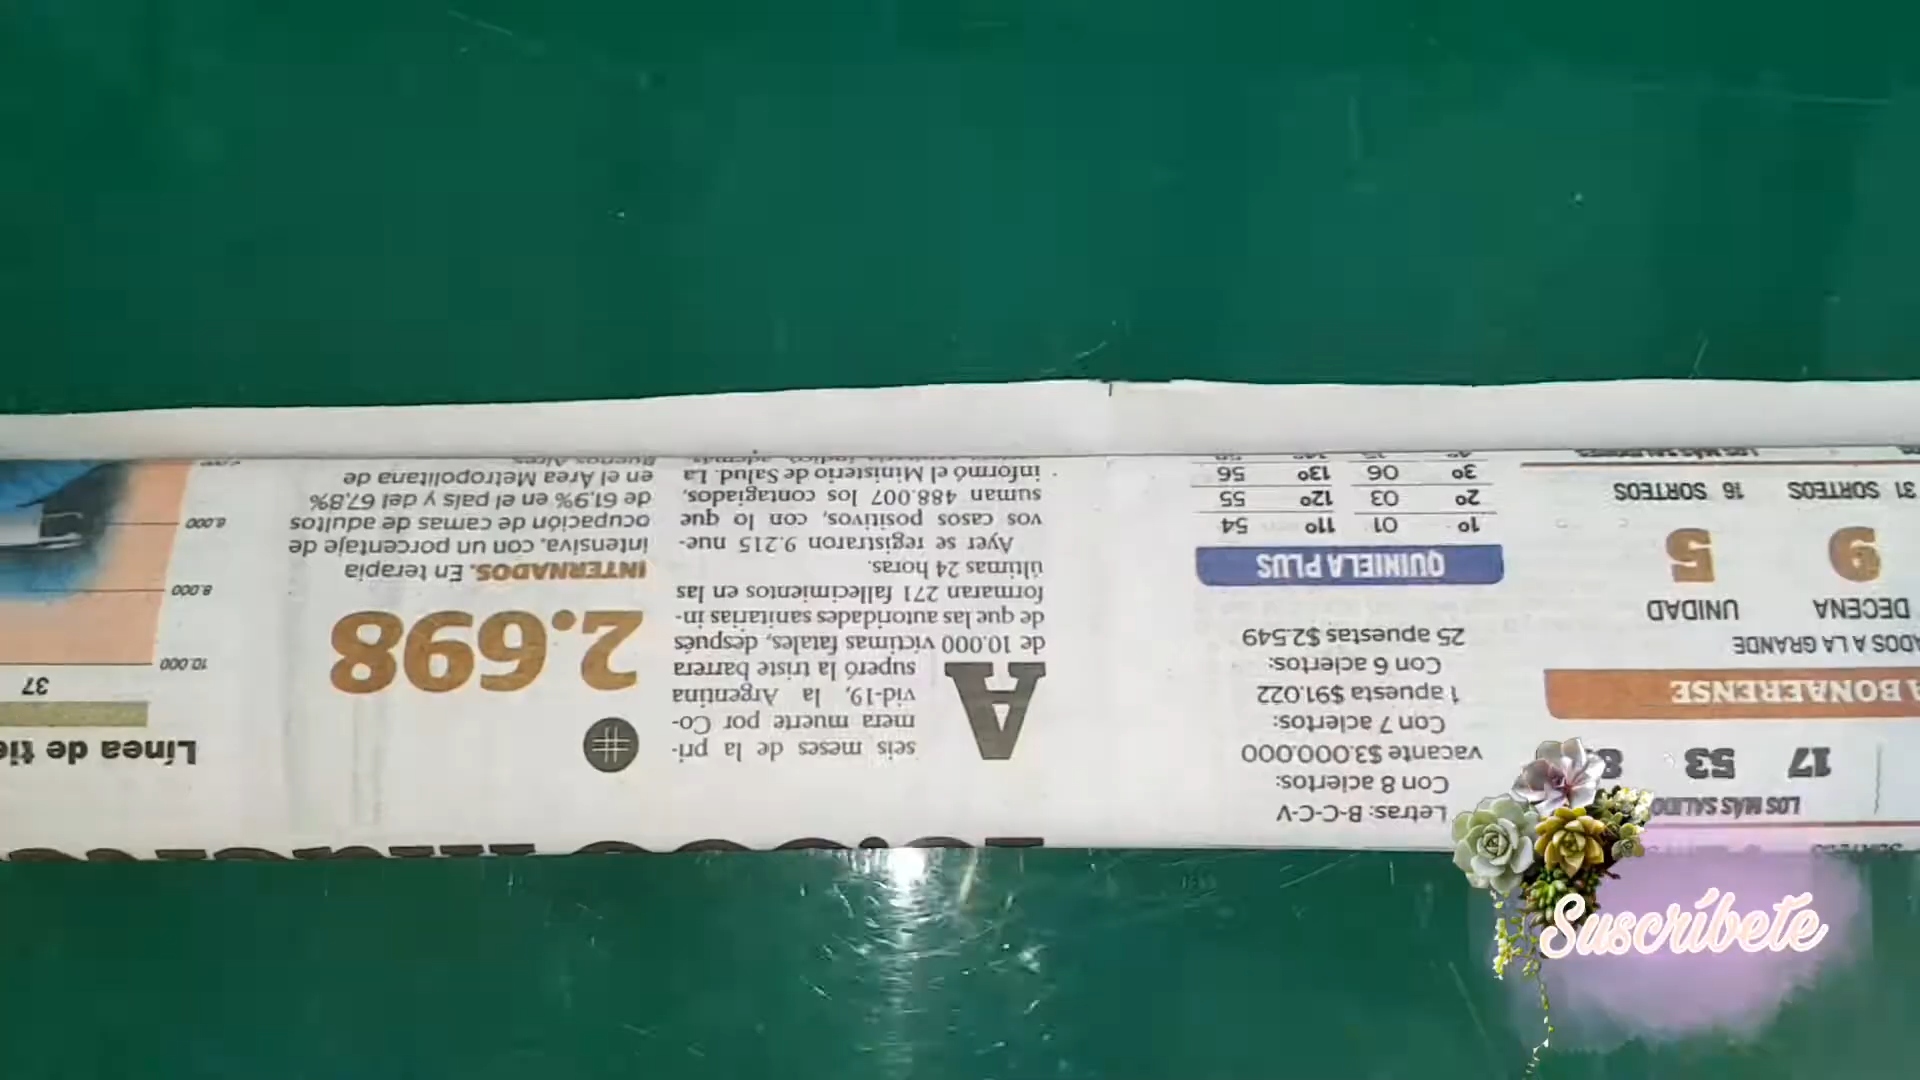 LOS MÁS SALIDO
17 53
A BONAERENSE
ADOS A LA GRANDE
DECENA UNIDAD
9 5
31 SORTEOS 16 SORTEOS
Letras: B-C-C-V
Con 8 aciertos:
vacante $3.000.000
Con 7 aciertos:
1 apuesta $91.022
Con 6 aciertos:
25 apuestas $2.549
QUINIELA PLUS
1º 01 11º 54
2º 03 12º 55
3º 06 13º 56
A
seis meses de la pri-
mera muerte por Co-
vid-19, la Argentina
superó la triste barrera
de 10.000 víctimas fatales, después
de que las autoridades sanitarias in-
formaran 271 fallecimientos en las
últimas 24 horas.
Ayer se registraron 9.215 nue-
vos casos positivos, con lo que
suman 488.007 los contagiados,
informó el Ministerio de Salud. La
#
2.698
INTERNADOS. En terapia
intensiva, con un porcentaje de
ocupación de camas de adultos
de 61,9% en el país y del 67,8%
en el Área Metropolitana de
Buenos Aires.
Línea de tie
37
10.000
8.000
6.000
Suscríbete